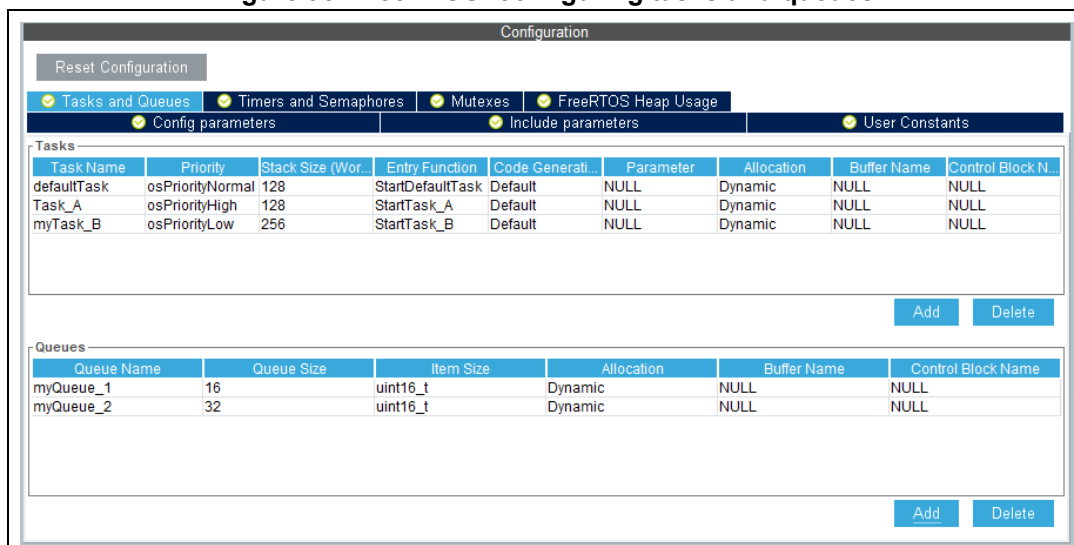 Configuration
Reset Configuration
Tasks and Queues Timers and Semaphores Mutexes FreeRTOS Heap Usage
Config parameters Include parameters User Constants
Tasks
Task Name Priority Stack Size (Wor... Entry Function Code Generati... Parameter Allocation Buffer Name Control Block N...
defaultTask osPriorityNormal 128 StartDefaultTask Default NULL Dynamic NULL NULL
Task_A osPriorityHigh 128 StartTask_A Default NULL Dynamic NULL NULL
myTask_B osPriorityLow 256 StartTask_B Default NULL Dynamic NULL NULL
Add Delete
Queues
Queue Name Queue Size Item Size Allocation Buffer Name Control Block Name
myQueue_1 16 uint16_t Dynamic NULL NULL
myQueue_2 32 uint16_t Dynamic NULL NULL
Add Delete